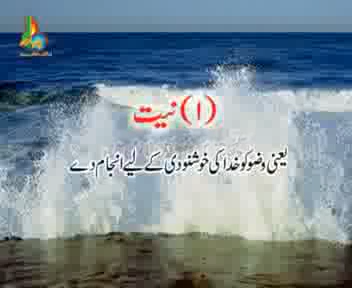 (۱) نیت
یعنی وضو کو خدا کی خوشنودی کے لیے انجام دے